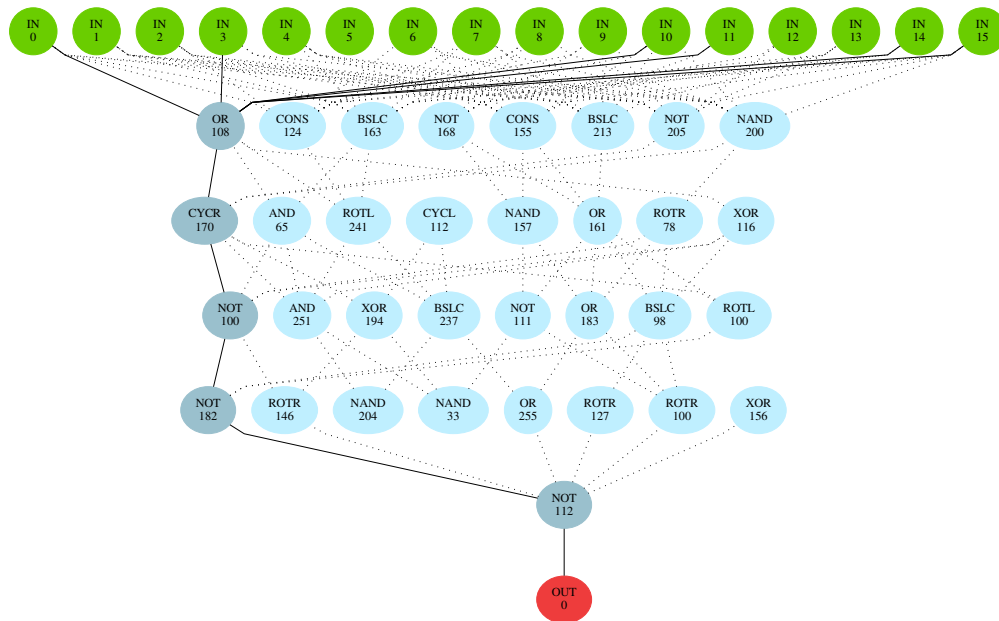 IN IN IN IN IN IN IN IN IN IN IN IN IN IN IN IN
0 1 2 3 4 5 6 7 8 9 10 11 12 13 14 15
OR CONS BSLC NOT CONS BSLC NOT NAND
108 124 163 168 155 213 205 200
CYCR AND ROTL CYCL NAND OR ROTR XOR
170 65 241 112 157 161 78 116
NOT AND XOR BSLC NOT OR BSLC ROTL
100 251 194 237 111 183 98 100
NOT ROTR NAND NAND OR ROTR ROTR XOR
182 146 204 33 255 127 100 156
NOT
112
OUT
0